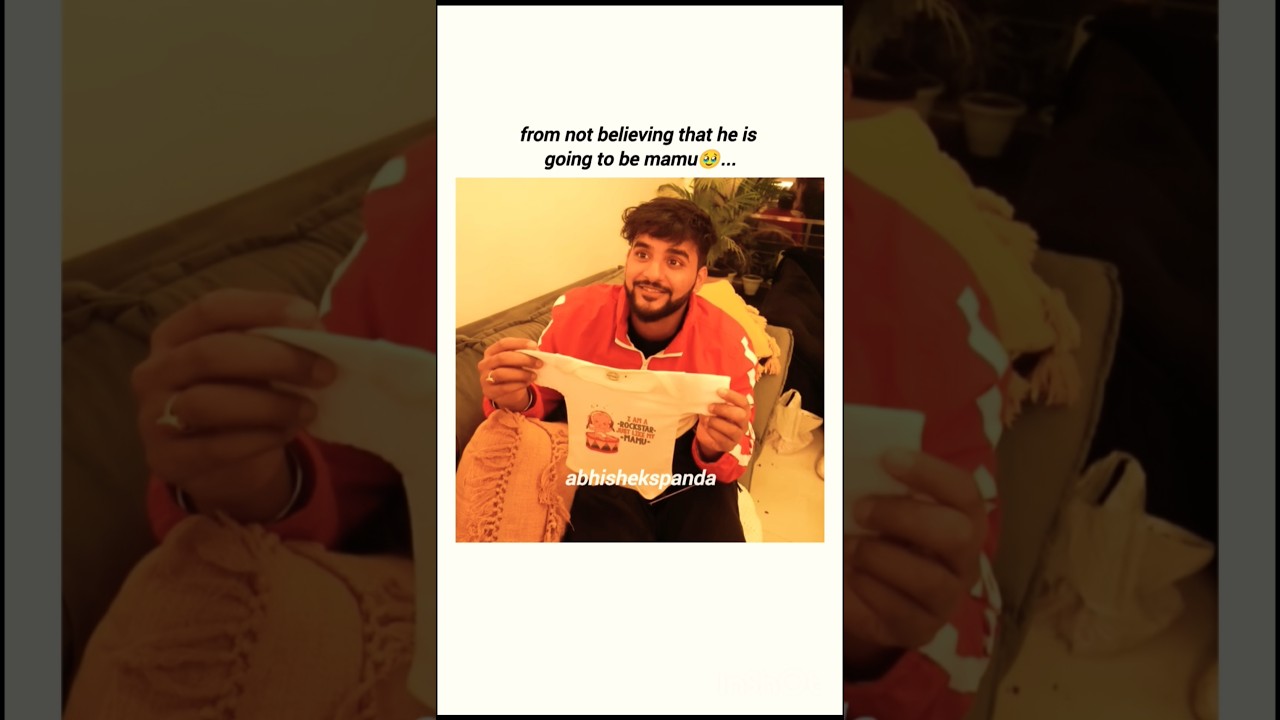 from not believing that he is
going to be mamu🥹...
I AM A
-ROCKSTAR-
JUST LIKE MY
-MAMU-
abhishekspanda